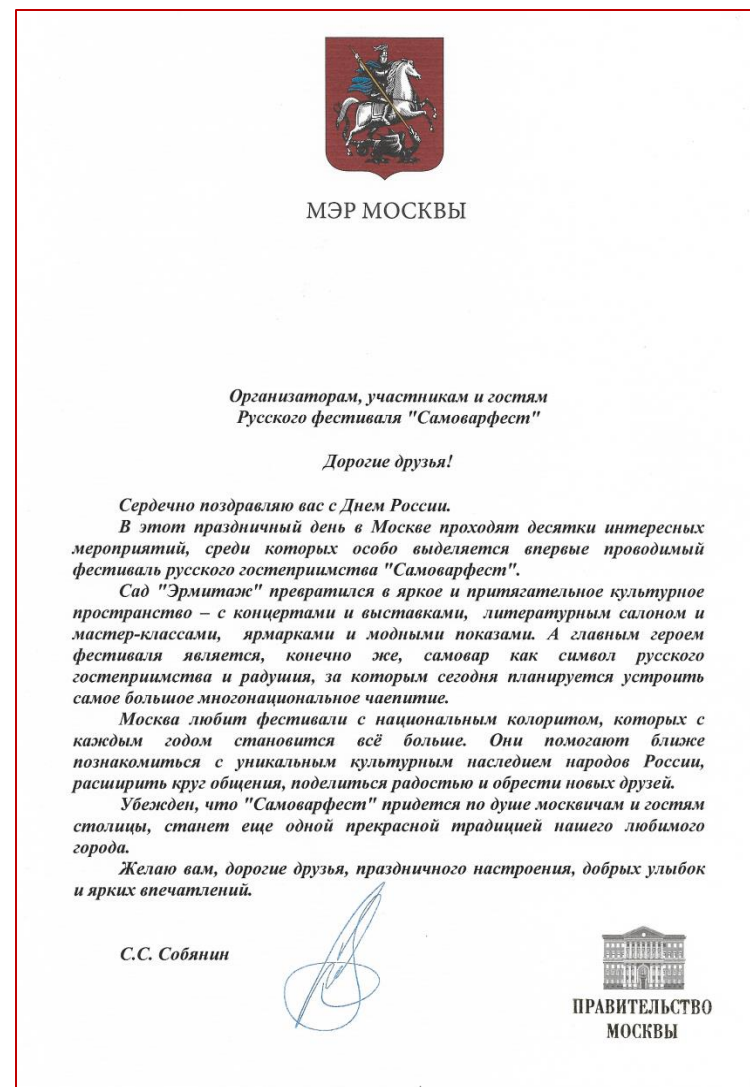 МЭР МОСКВЫ
Организаторам, участникам и гостям
Русского фестиваля "Самоварфест"
Дорогие друзья!
Сердечно поздравляю вас с Днем России.
В этот праздничный день в Москве проходят десятки интересных
мероприятий, среди которых особо выделяется впервые проводимый
фестиваль русского гостеприимства "Самоварфест".
Сад "Эрмитаж" превратился в яркое и притягательное культурное
пространство – с концертами и выставками, литературным салоном и
мастер-классами, ярмарками и модными показами. А главным героем
фестиваля является, конечно же, самовар как символ русского
гостеприимства и радушия, за которым сегодня планируется устроить
самое большое многонациональное чаепитие.
Москва любит фестивали с национальным колоритом, которых с
каждым годом становится всё больше. Они помогают ближе
познакомиться с уникальным культурным наследием народов России,
расширить круг общения, поделиться радостью и обрести новых друзей.
Убежден, что "Самоварфест" придется по душе москвичам и гостям
столицы, станет еще одной прекрасной традицией нашего любимого
города.
Желаю вам, дорогие друзья, праздничного настроения, добрых улыбок
и ярких впечатлений.
С.С. Собянин
ПРАВИТЕЛЬСТВО
МОСКВЫ